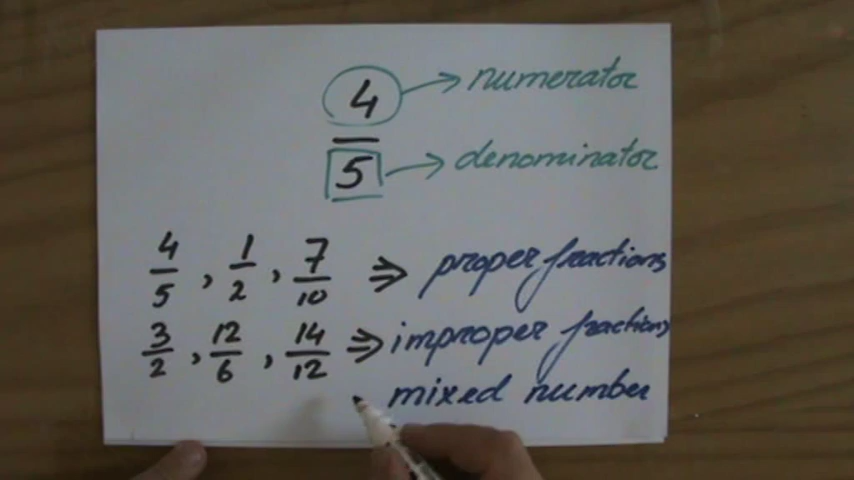 4/5 → numerator
→ denominator
4/5, 1/2, 7/10 ⇒ proper fractions
3/2, 12/6, 14/12 ⇒ improper fractions
mixed number